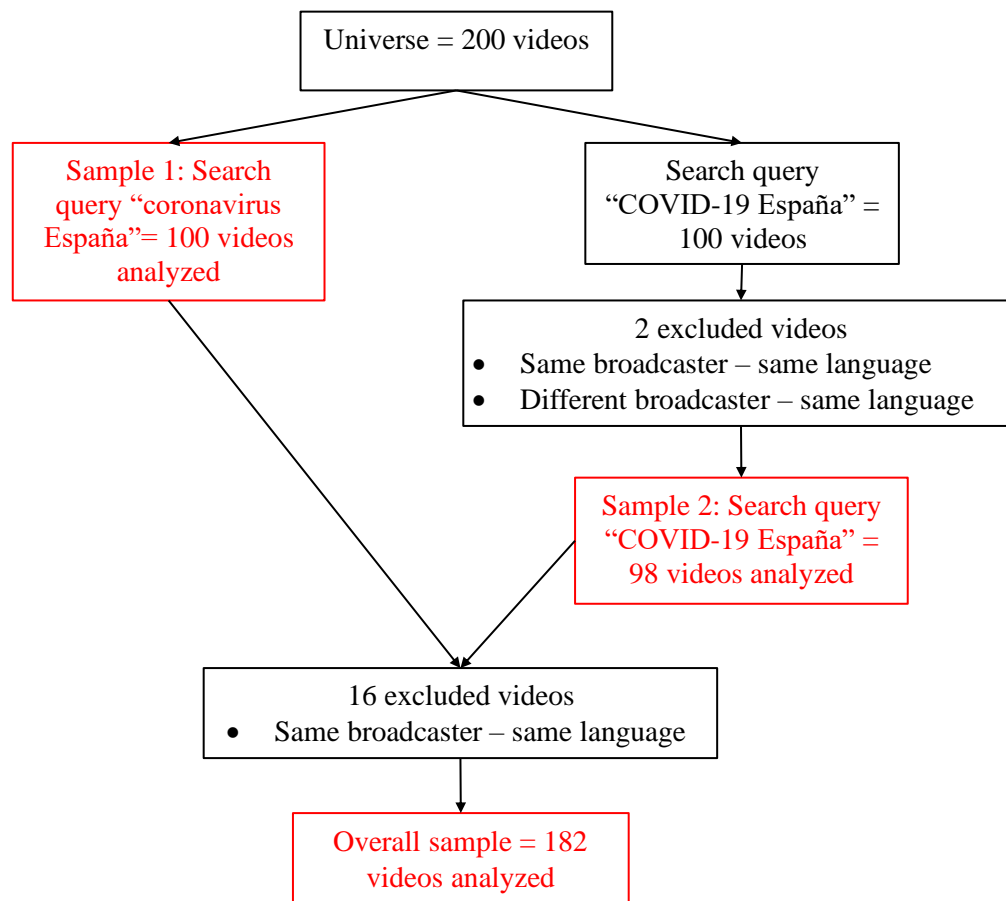 Universe = 200 videos
Sample 1: Search
query “coronavirus
España”= 100 videos
analyzed
Search query
“COVID-19 España” =
100 videos
2 excluded videos
• Same broadcaster – same language
• Different broadcaster – same language
Sample 2: Search query
“COVID-19 España” =
98 videos analyzed
16 excluded videos
• Same broadcaster – same language
Overall sample = 182
videos analyzed